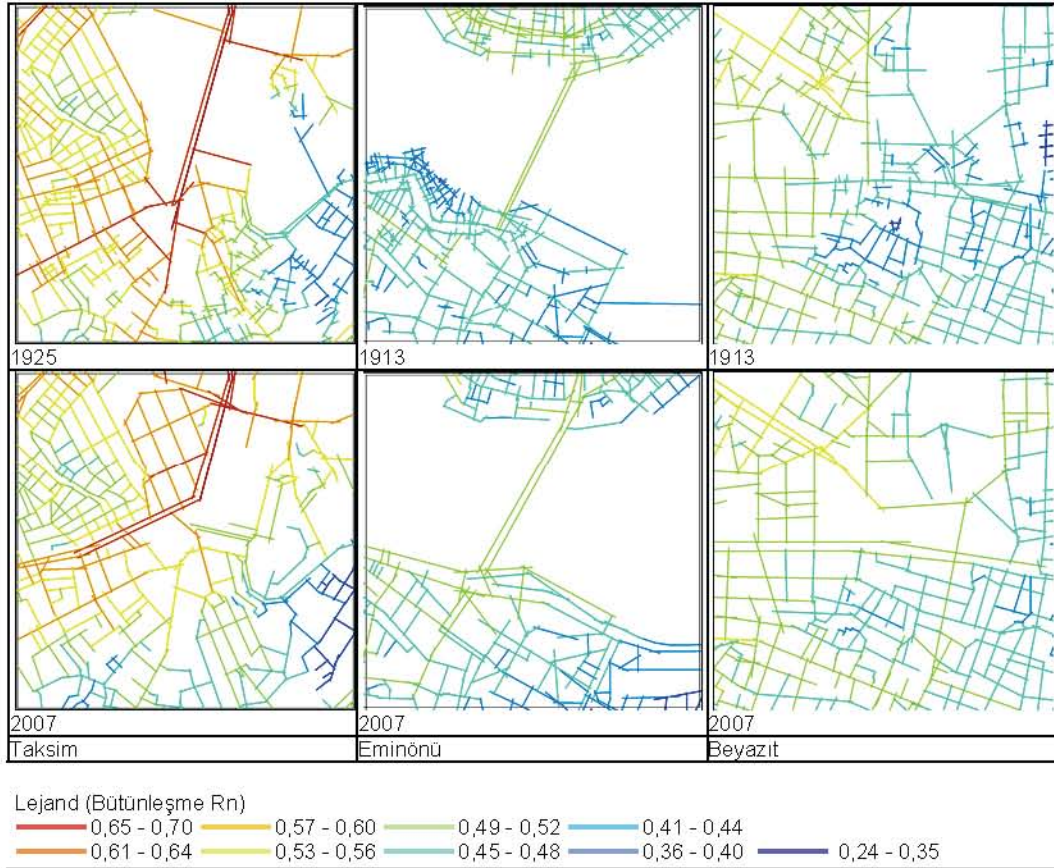 1925 1913 1913
2007 2007 2007
Taksim Eminönü Beyazıt
Lejand (Bütünleşme Rn)
0,65 - 0,70 0,57 - 0,60 0,49 - 0,52 0,41 - 0,44
0,61 - 0,64 0,53 - 0,56 0,45 - 0,48 0,36 - 0,40 0,24 - 0,35